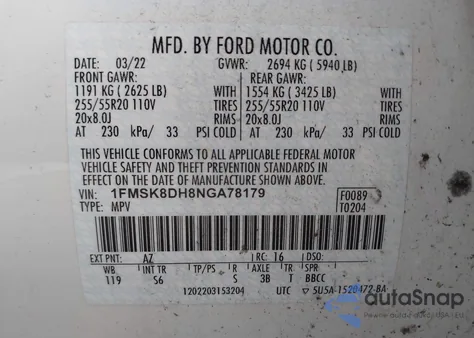 MFD. BY FORD MOTOR CO.
DATE: 03/22 GVWR: 2694 KG ( 5940 LB)
FRONT GAWR: REAR GAWR:
1191 KG ( 2625 LB) WITH 1554 KG ( 3425 LB) WITH
255/55R20 110V TIRES 255/55R20 110V TIRES
20x8.0J RIMS 20x8.0J RIMS
AT 230 kPa/ 33 PSI COLD AT 230 kPa/ 33 PSI COLD
THIS VEHICLE CONFORMS TO ALL APPLICABLE FEDERAL MOTOR
VEHICLE SAFETY AND THEFT PREVENTION STANDARDS IN
EFFECT ON THE DATE OF MANUFACTURE SHOWN ABOVE.
VIN: 1FMSK8DH8NGA78179 F0089
TYPE: MPV T0204
EXT PNT: AZ RC: 16 DSO:
WB INT TR TP/PS R AXLE TR SPR
119 S6 S 3B T BBCC
1202203153204 UTC 5U5A-1520472-BA
autoSnap